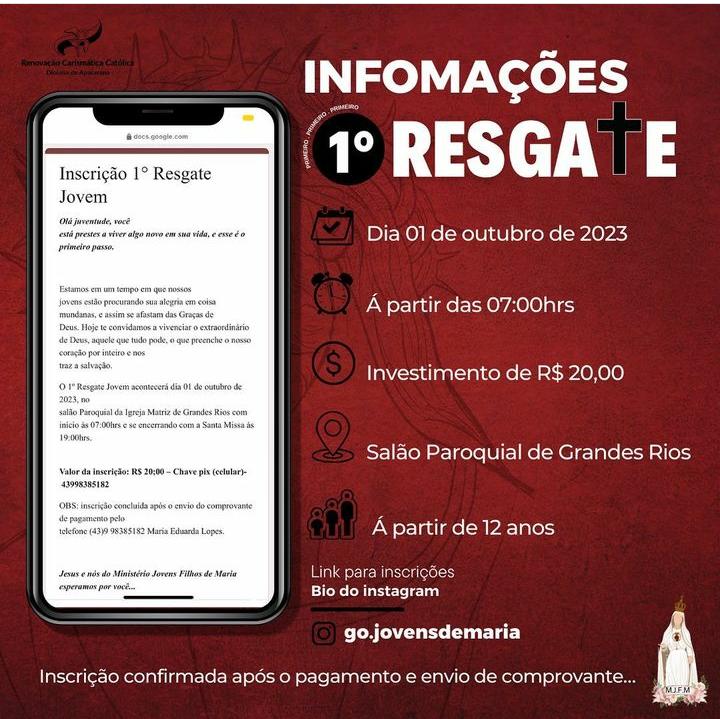 Renovação Carismática Católica
Diocese de Apucarana
INFOMAÇÕES
PRIMEIRO . PRIMEIRO . PRIMEIRO
1º RESGATE
docs.google.com
Inscrição 1° Resgate
Jovem
Olá juventude, você
está prestes a viver algo novo em sua vida, e esse é o
primeiro passo.
Estamos em um tempo em que nossos
jovens estão procurando sua alegria em coisa
mundanas, e assim se afastam das Graças de
Deus. Hoje te convidamos a vivenciar o extraordinário
de Deus, aquele que tudo pode, o que preenche o nosso
coração por inteiro e nos
traz a salvação.
O 1º Resgate Jovem acontecerá dia 01 de outubro de
2023, no
salão Paroquial da Igreja Matriz de Grandes Rios com
inicio às 07:00hrs e se encerrando com a Santa Missa às
19:00hrs.
Valor da inscrição: R$ 20;00 – Chave pix (celular)-
43998385182
OBS: inscrição concluída após o envio do comprovante
de pagamento pelo
telefone (43)9 98385182 Maria Eduarda Lopes.
Jesus e nós do Ministério Jovens Filhos de Maria
esperamos por você...
Dia 01 de outubro de 2023
Á partir das 07:00hrs
Investimento de R$ 20,00
Salão Paroquial de Grandes Rios
Á partir de 12 anos
Link para inscrições
Bio do instagram
go.jovensdemaria
Inscrição confirmada após o pagamento e envio de comprovante...
M.J.F.M